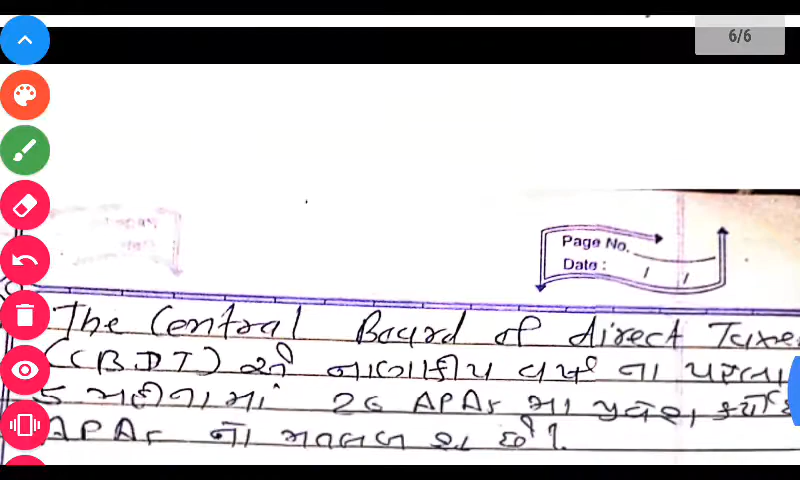 6/6
Page No.
Date : / /
The Central Board of direct Taxes
(CBDT) એ નાણાકીય વર્ષ ના પહેલા
5 મહીનામાં 26 APAs મા પ્રવેશ કર્યો છે
APAs નો મતલબ શું છે?